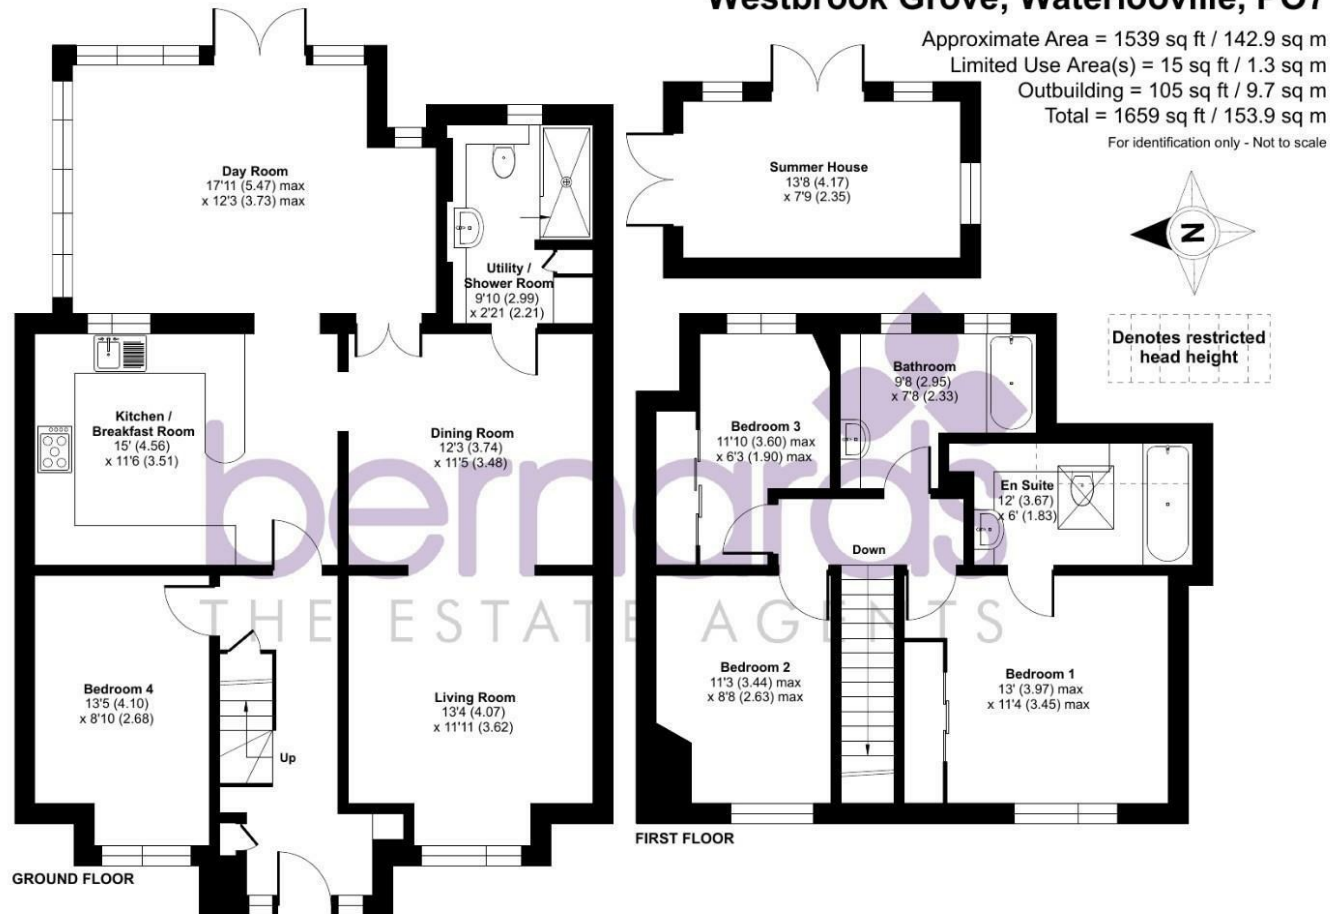 Westbrook Grove, Waterlooville, PO7
Approximate Area = 1539 sq ft / 142.9 sq m
Limited Use Area(s) = 15 sq ft / 1.3 sq m
Outbuilding = 105 sq ft / 9.7 sq m
Total = 1659 sq ft / 153.9 sq m
For identification only - Not to scale
N
Denotes restricted
head height
Day Room
17'11 (5.47) max
x 12'3 (3.73) max
Utility /
Shower Room
9'10 (2.99)
x 2'21 (2.21)
Summer House
13'8 (4.17)
x 7'9 (2.35)
Kitchen /
Breakfast Room
15' (4.56)
x 11'6 (3.51)
Dining Room
12'3 (3.74)
x 11'5 (3.48)
Bedroom 4
13'5 (4.10)
x 8'10 (2.68)
Up
Living Room
13'4 (4.07)
x 11'11 (3.62)
GROUND FLOOR
Bedroom 3
11'10 (3.60) max
x 6'3 (1.90) max
Bathroom
9'8 (2.95)
x 7'8 (2.33)
En Suite
12' (3.67)
x 6' (1.83)
Down
Bedroom 2
11'3 (3.44) max
x 8'8 (2.63) max
Bedroom 1
13' (3.97) max
x 11'4 (3.45) max
FIRST FLOOR
bernards
THE ESTATE AGENTS